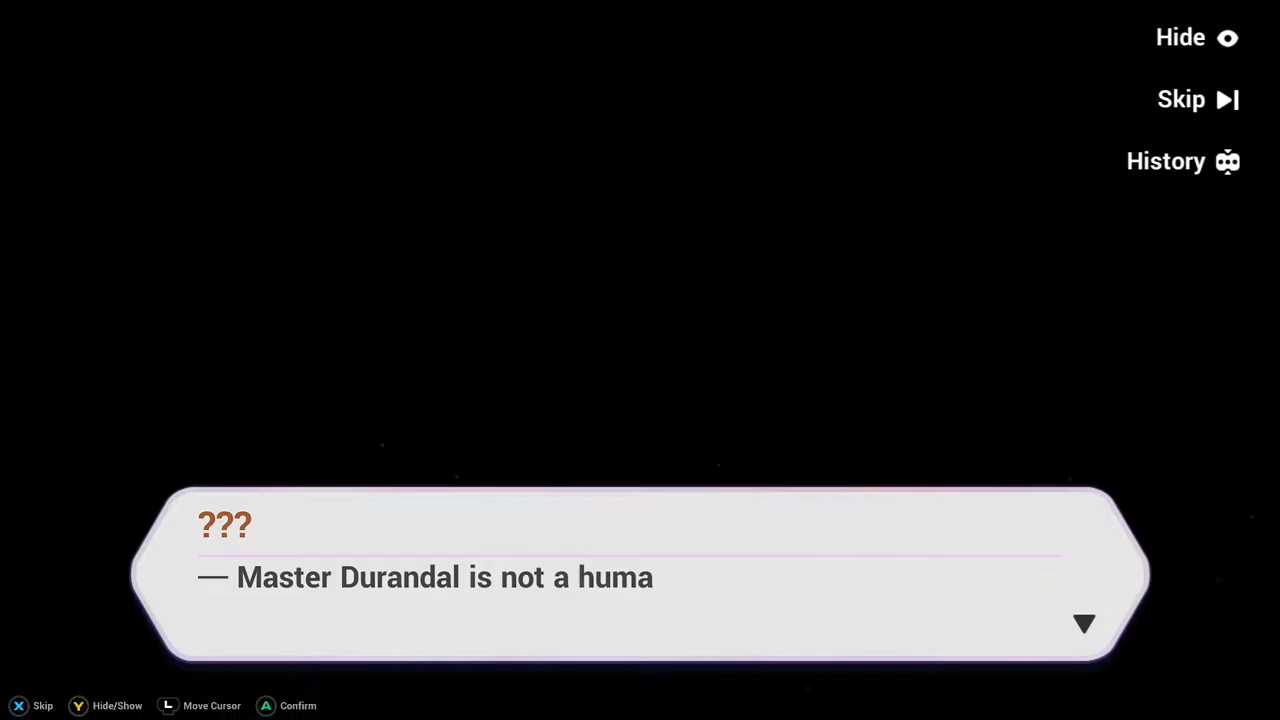 Hide
Skip
History
???
— Master Durandal is not a huma
X Skip Y Hide/Show L Move Cursor A Confirm